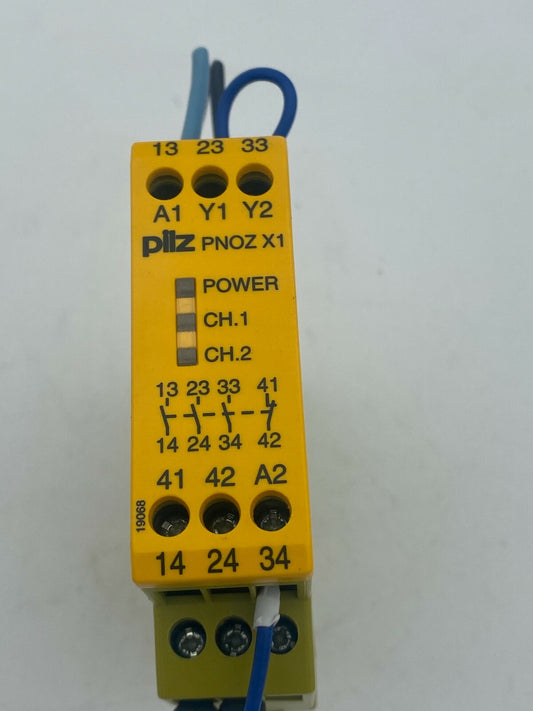 13 23 33
A1 Y1 Y2
pilz PNOZ X1
POWER
CH.1
CH.2
13 23 33 41
14 24 34 42
41 42 A2
19068
14 24 34